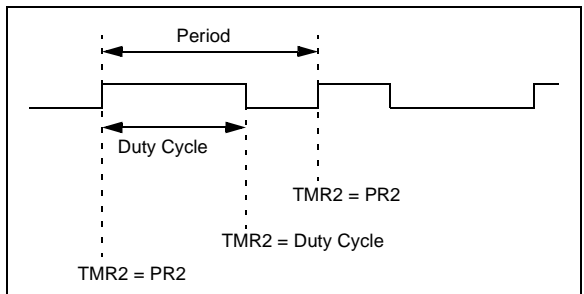 Period
Duty Cycle
TMR2 = PR2
TMR2 = Duty Cycle
TMR2 = PR2